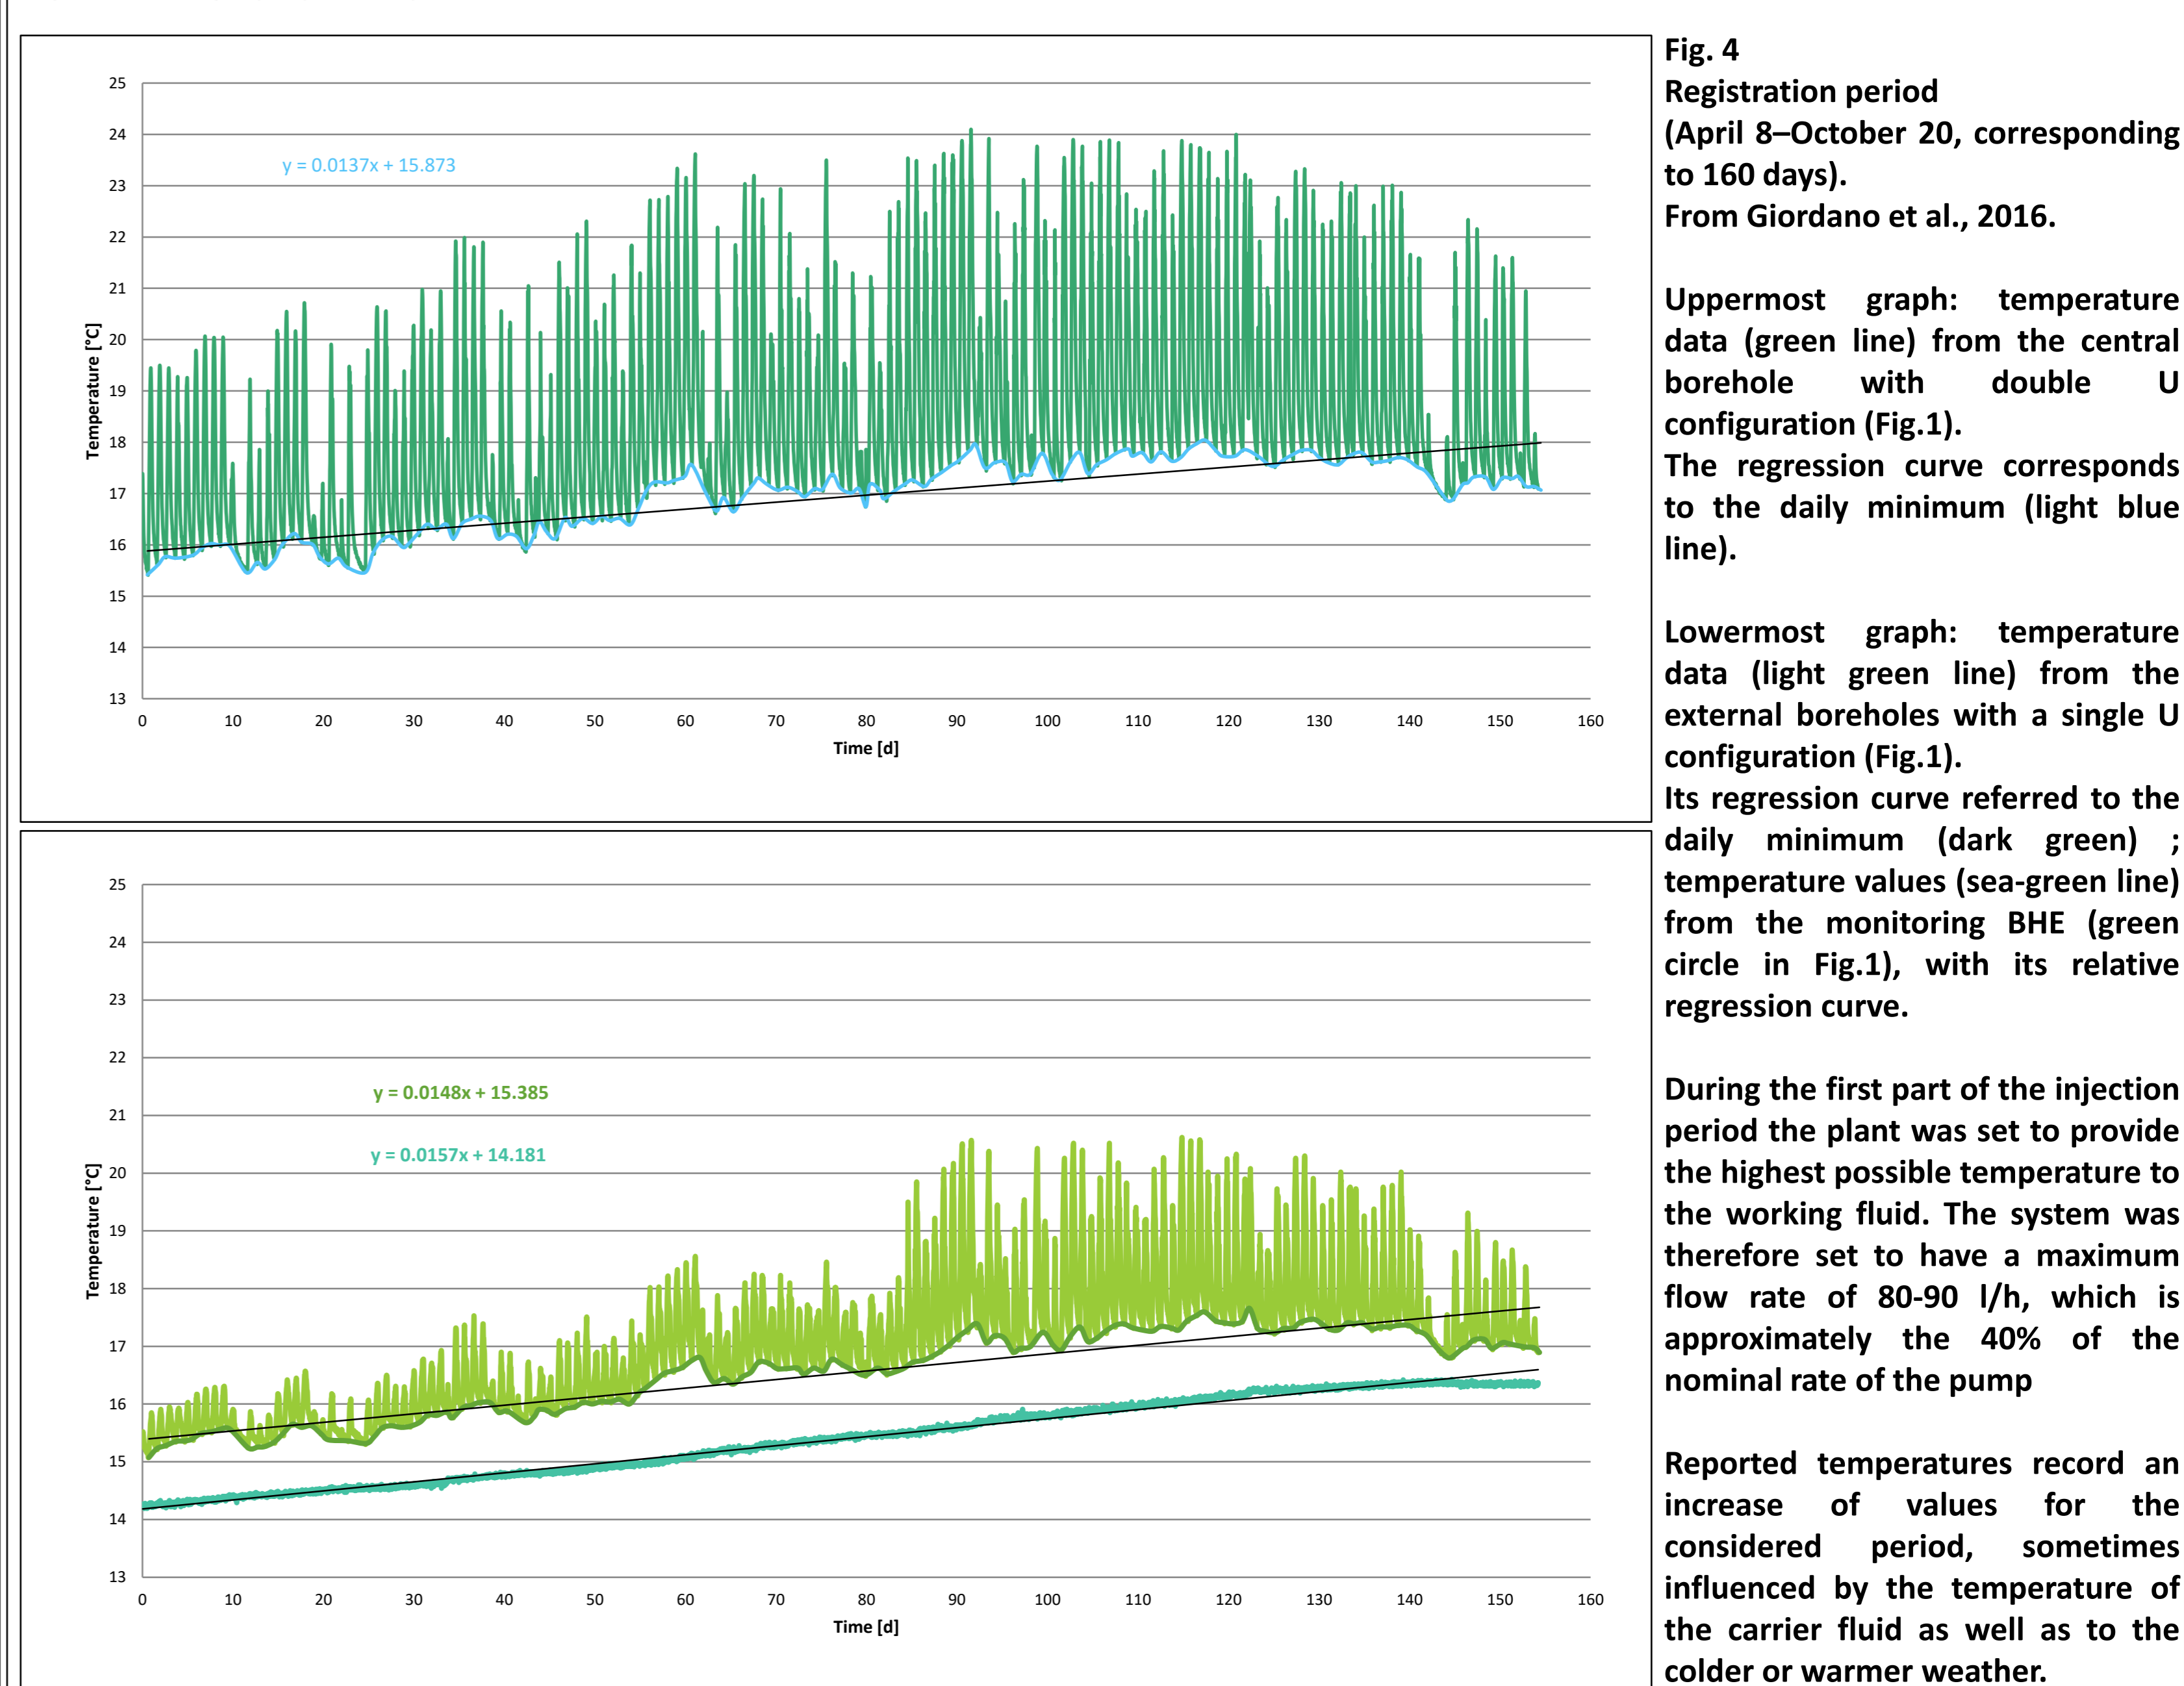 25
24
23
22
21
20
19
18
17
16
15
14
13
Temperature [°C]
y = 0.0137x + 15.873
0 10 20 30 40 50 60 70 80 90 100 110 120 130 140 150 160
Time [d]
25
24
23
22
21
20
19
18
17
16
15
14
13
Temperature [°C]
y = 0.0148x + 15.385
y = 0.0157x + 14.181
0 10 20 30 40 50 60 70 80 90 100 110 120 130 140 150 160
Time [d]
Fig. 4
Registration period
(April 8–October 20, corresponding
to 160 days).
From Giordano et al., 2016.
Uppermost graph: temperature
data (green line) from the central
borehole with double U
configuration (Fig.1).
The regression curve corresponds
to the daily minimum (light blue
line).
Lowermost graph: temperature
data (light green line) from the
external boreholes with a single U
configuration (Fig.1).
Its regression curve referred to the
daily minimum (dark green) ;
temperature values (sea-green line)
from the monitoring BHE (green
circle in Fig.1), with its relative
regression curve.
During the first part of the injection
period the plant was set to provide
the highest possible temperature to
the working fluid. The system was
therefore set to have a maximum
flow rate of 80-90 l/h, which is
approximately the 40% of the
nominal rate of the pump
Reported temperatures record an
increase of values for the
considered period, sometimes
influenced by the temperature of
the carrier fluid as well as to the
colder or warmer weather.